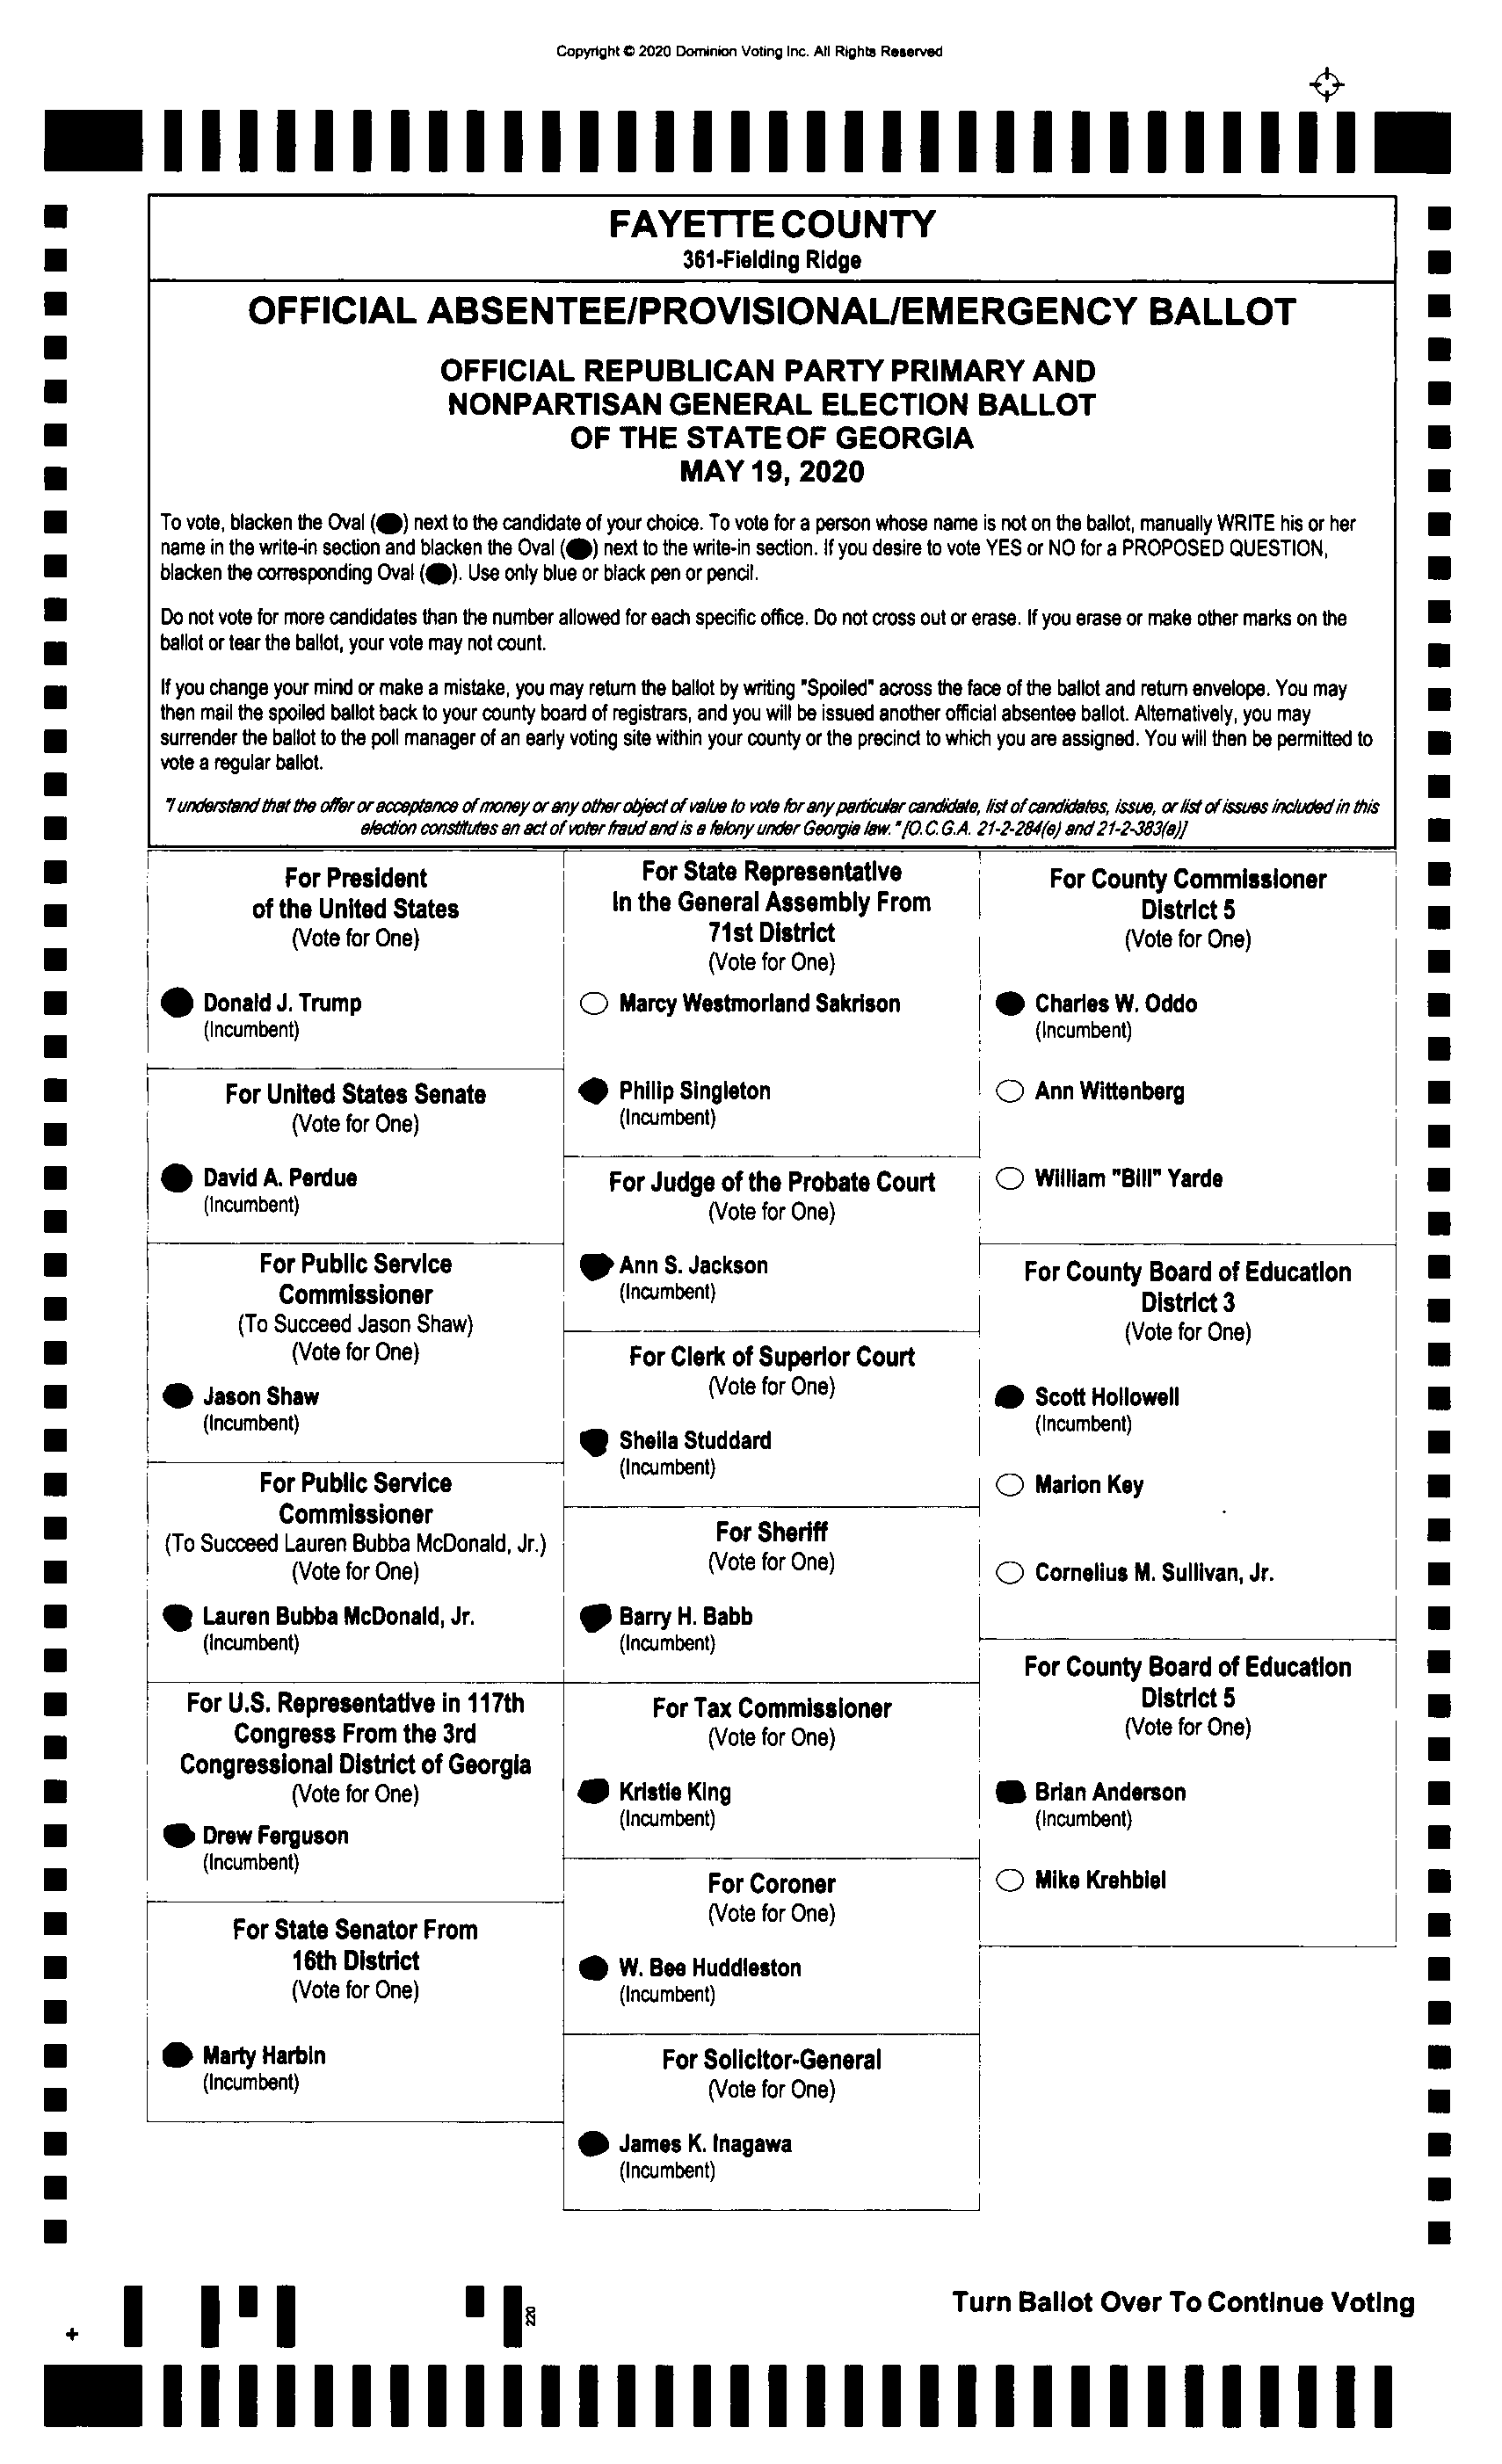 Copyright © 2020 Dominion Voting Inc. All Rights Reserved
FAYETTE COUNTY
361-Fielding Ridge
OFFICIAL ABSENTEE/PROVISIONAL/EMERGENCY BALLOT
OFFICIAL REPUBLICAN PARTY PRIMARY AND
NONPARTISAN GENERAL ELECTION BALLOT
OF THE STATE OF GEORGIA
MAY 19, 2020
To vote, blacken the Oval (●) next to the candidate of your choice. To vote for a person whose name is not on the ballot, manually WRITE his or her
name in the write-in section and blacken the Oval (●) next to the write-in section. If you desire to vote YES or NO for a PROPOSED QUESTION,
blacken the corresponding Oval (●). Use only blue or black pen or pencil.
Do not vote for more candidates than the number allowed for each specific office. Do not cross out or erase. If you erase or make other marks on the
ballot or tear the ballot, your vote may not count.
If you change your mind or make a mistake, you may return the ballot by writing "Spoiled" across the face of the ballot and return envelope. You may
then mail the spoiled ballot back to your county board of registrars, and you will be issued another official absentee ballot. Alternatively, you may
surrender the ballot to the poll manager of an early voting site within your county or the precinct to which you are assigned. You will then be permitted to
vote a regular ballot.
"I understand that the offer or acceptance of money or any other object of value to vote for any particular candidate, list of candidates, issue, or list of issues included in this
election constitutes an act of voter fraud and is a felony under Georgia law." [O.C.G.A. 21-2-284(e) and 21-2-383(a)]
For President
of the United States
(Vote for One)
Donald J. Trump
(Incumbent)
For United States Senate
(Vote for One)
David A. Perdue
(Incumbent)
For Public Service
Commissioner
(To Succeed Jason Shaw)
(Vote for One)
Jason Shaw
(Incumbent)
For Public Service
Commissioner
(To Succeed Lauren Bubba McDonald, Jr.)
(Vote for One)
Lauren Bubba McDonald, Jr.
(Incumbent)
For U.S. Representative in 117th
Congress From the 3rd
Congressional District of Georgia
(Vote for One)
Drew Ferguson
(Incumbent)
For State Senator From
16th District
(Vote for One)
Marty Harbin
(Incumbent)
For State Representative
In the General Assembly From
71st District
(Vote for One)
Marcy Westmorland Sakrison
Philip Singleton
(Incumbent)
For Judge of the Probate Court
(Vote for One)
Ann S. Jackson
(Incumbent)
For Clerk of Superior Court
(Vote for One)
Sheila Studdard
(Incumbent)
For Sheriff
(Vote for One)
Barry H. Babb
(Incumbent)
For Tax Commissioner
(Vote for One)
Kristie King
(Incumbent)
For Coroner
(Vote for One)
W. Bee Huddleston
(Incumbent)
For Solicitor-General
(Vote for One)
James K. Inagawa
(Incumbent)
For County Commissioner
District 5
(Vote for One)
Charles W. Oddo
(Incumbent)
Ann Wittenberg
William "Bill" Yarde
For County Board of Education
District 3
(Vote for One)
Scott Hollowell
(Incumbent)
Marion Key
Cornelius M. Sullivan, Jr.
For County Board of Education
District 5
(Vote for One)
Brian Anderson
(Incumbent)
Mike Krehbiel
220
Turn Ballot Over To Continue Voting